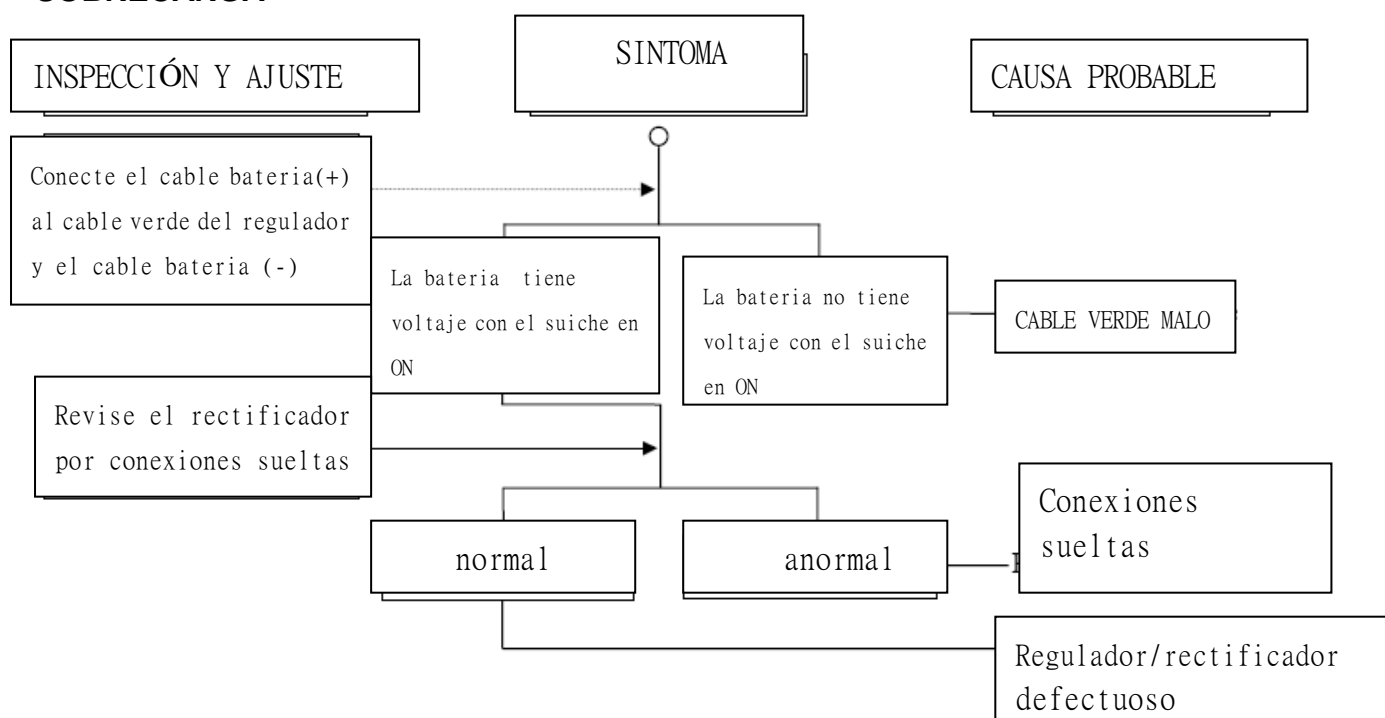 SOBRECARGA
SINTOMA
INSPECCIÓN Y AJUSTE
CAUSA PROBABLE
Conecte el cable bateria(+)
al cable verde del regulador
y el cable bateria (-)
La bateria tiene
voltaje con el suiche en
ON
La bateria no tiene
voltaje con el suiche
en ON
CABLE VERDE MALO
Revise el rectificador
por conexiones sueltas
normal
anormal
Conexiones
sueltas
Regulador/rectificador
defectuoso